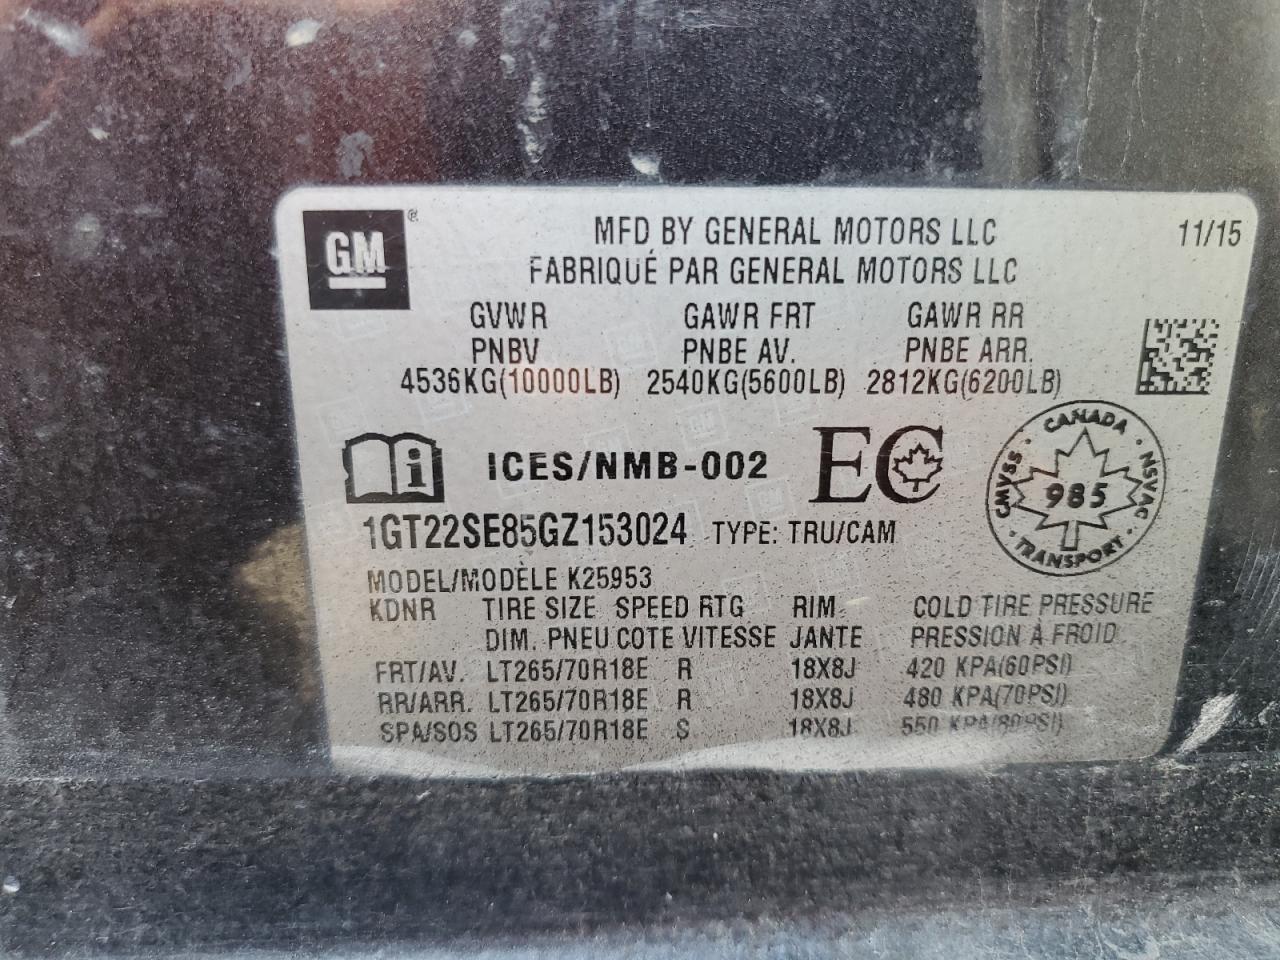 GM®
MFD BY GENERAL MOTORS LLC 11/15
FABRIQUÉ PAR GENERAL MOTORS LLC
GVWR GAWR FRT GAWR RR
PNBV PNBE AV. PNBE ARR.
4536KG(10000LB) 2540KG(5600LB) 2812KG(6200LB)
i ICES/NMB-002 EC
CANADA
CMVSS 985 NSVAC
TRANSPORT
1GT22SE85GZ153024 TYPE: TRU/CAM
MODEL/MODÈLE K25953
KDNR TIRE SIZE SPEED RTG RIM COLD TIRE PRESSURE
DIM. PNEU COTE VITESSE JANTE PRESSION À FROID
FRT/AV. LT265/70R18E R 18X8J 420 KPA(60PSI)
RR/ARR. LT265/70R18E R 18X8J 480 KPA(70PSI)
SPA/SOS LT265/70R18E S 18X8J 550 KPA(80PSI)